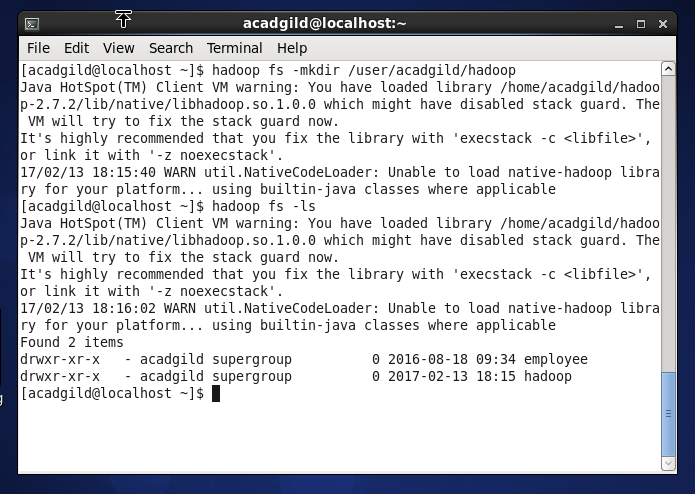 acadgild@localhost:~
File Edit View Search Terminal Help
[acadgild@localhost ~]$ hadoop fs -mkdir /user/acadgild/hadoop
Java HotSpot(TM) Client VM warning: You have loaded library /home/acadgild/hadoo
p-2.7.2/lib/native/libhadoop.so.1.0.0 which might have disabled stack guard. The
 VM will try to fix the stack guard now.
It's highly recommended that you fix the library with 'execstack -c <libfile>',
or link it with '-z noexecstack'.
17/02/13 18:15:40 WARN util.NativeCodeLoader: Unable to load native-hadoop libra
ry for your platform... using builtin-java classes where applicable
[acadgild@localhost ~]$ hadoop fs -ls
Java HotSpot(TM) Client VM warning: You have loaded library /home/acadgild/hadoo
p-2.7.2/lib/native/libhadoop.so.1.0.0 which might have disabled stack guard. The
 VM will try to fix the stack guard now.
It's highly recommended that you fix the library with 'execstack -c <libfile>',
or link it with '-z noexecstack'.
17/02/13 18:16:02 WARN util.NativeCodeLoader: Unable to load native-hadoop libra
ry for your platform... using builtin-java classes where applicable
Found 2 items
drwxr-xr-x   - acadgild supergroup          0 2016-08-18 09:34 employee
drwxr-xr-x   - acadgild supergroup          0 2017-02-13 18:15 hadoop
[acadgild@localhost ~]$